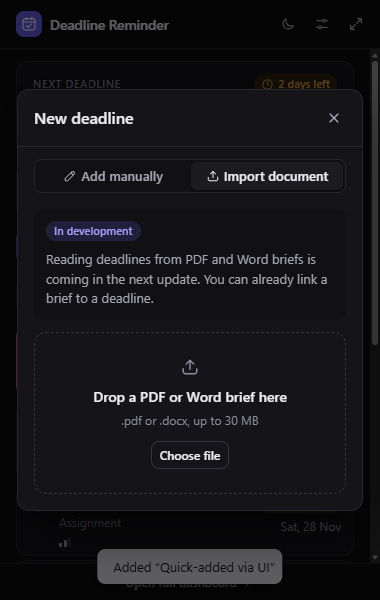 Deadline Reminder
NEXT DEADLINE
2 days left
New deadline
Add manually
Import document
In development
Reading deadlines from PDF and Word briefs is
coming in the next update. You can already link a
brief to a deadline.
Drop a PDF or Word brief here
.pdf or .docx, up to 30 MB
Choose file
Assignment
Sat, 28 Nov
Added “Quick-added via UI”
Open full dashboard